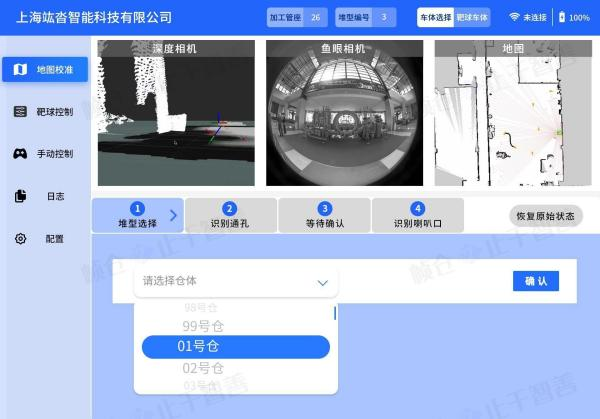 上海竑沓智能科技有限公司
加工管座 26 堆型编号 3 车体选择 靶球车体 未连接 100%
地图校准
靶球控制
手动控制
日志
配置
深度相机 鱼眼相机 地图
1 2 3 4
堆型选择 识别通孔 等待确认 识别喇叭口
恢复原始状态
请选择仓体
确 认
98号仓
99号仓
01号仓
02号仓
03号仓